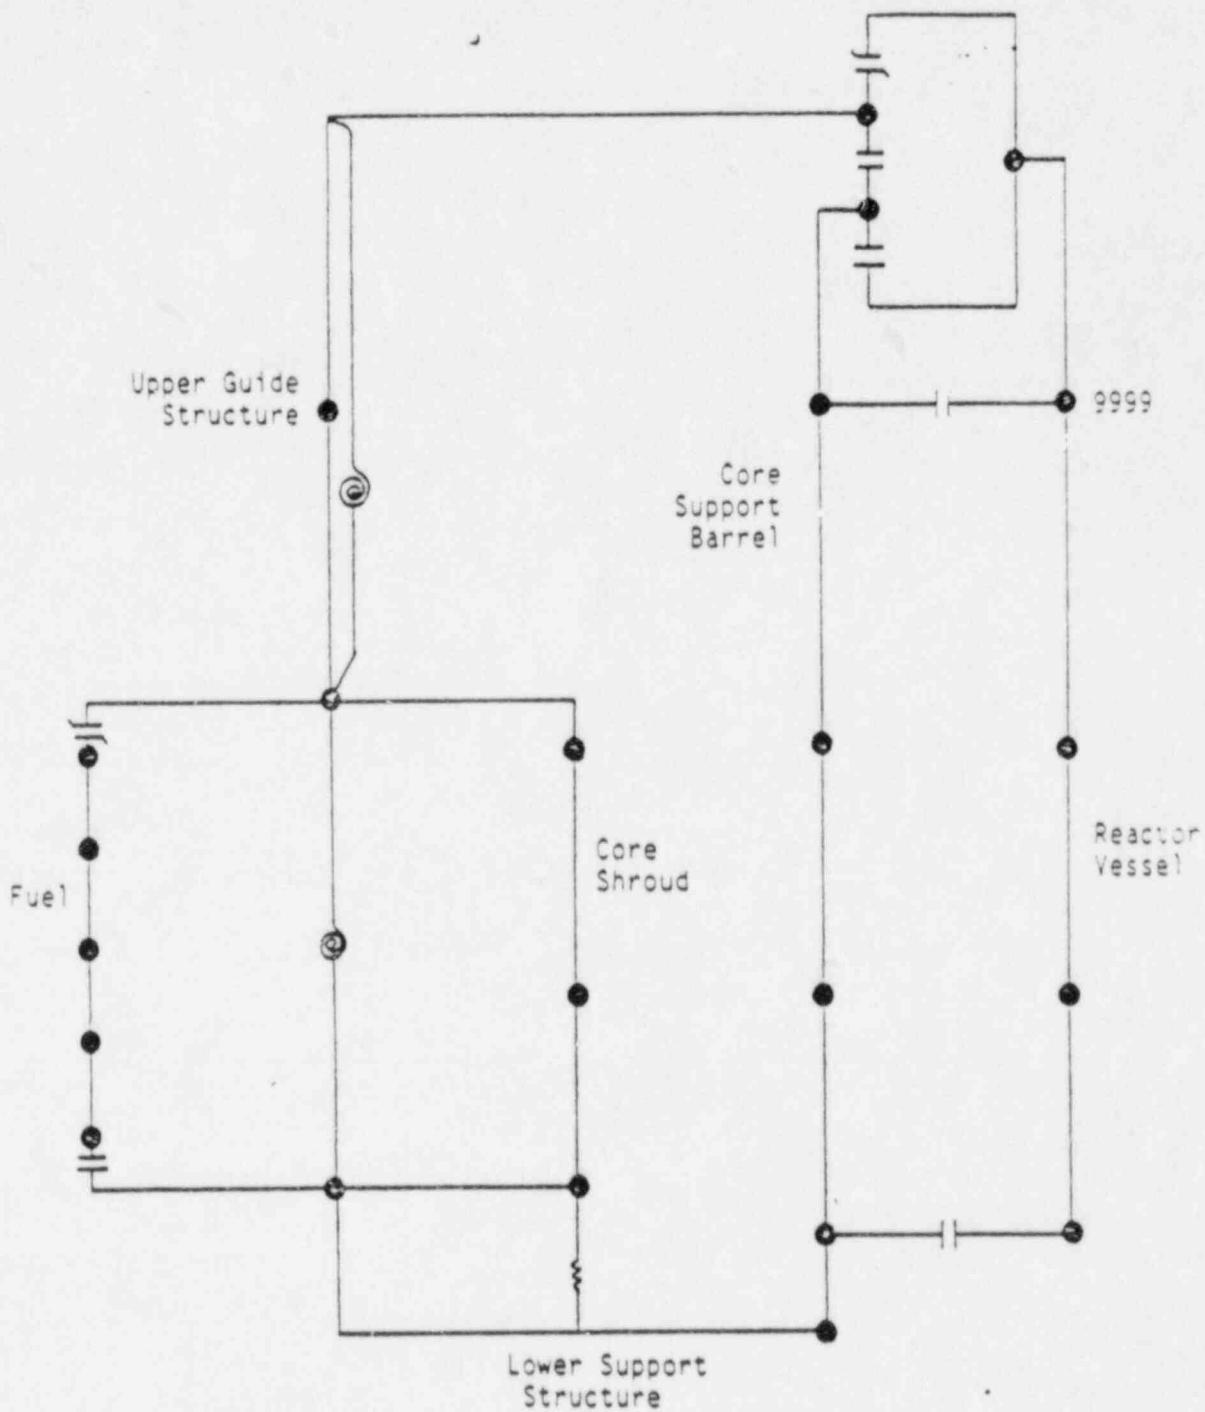 Upper Guide
Structure
9999
Core
Support
Barrel
Core
Shroud
Reactor
Vessel
Fuel
Lower Support
Structure